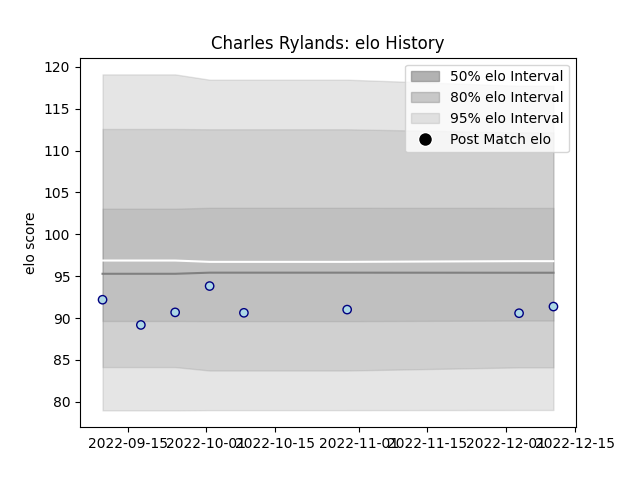 Charles Rylands: elo History
120
115
110
105
100
95
90
85
80
elo score
50% elo Interval
80% elo Interval
95% elo Interval
Post Match elo
2022-09-15 2022-10-01 2022-10-15 2022-11-01 2022-11-15 2022-12-01 2022-12-15